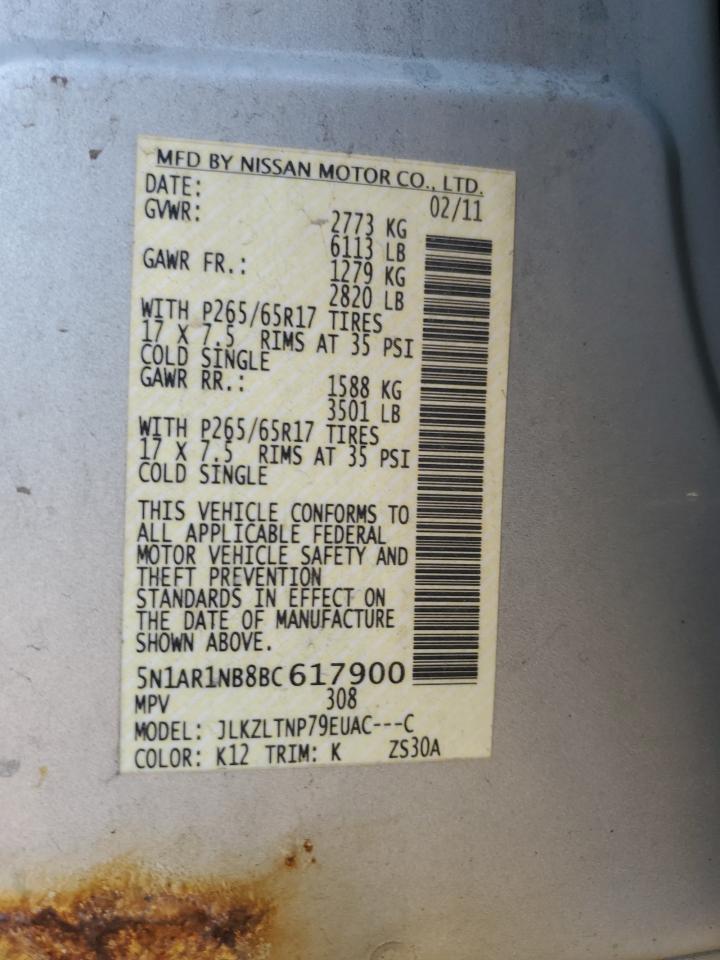 MFD BY NISSAN MOTOR CO., LTD.
DATE: 02/11
GVWR: 2773 KG
6113 LB
GAWR FR.: 1279 KG
2820 LB
WITH P265/65R17 TIRES
17 X 7.5 RIMS AT 35 PSI
COLD SINGLE
GAWR RR.: 1588 KG
3501 LB
WITH P265/65R17 TIRES
17 X 7.5 RIMS AT 35 PSI
COLD SINGLE
THIS VEHICLE CONFORMS TO
ALL APPLICABLE FEDERAL
MOTOR VEHICLE SAFETY AND
THEFT PREVENTION
STANDARDS IN EFFECT ON
THE DATE OF MANUFACTURE
SHOWN ABOVE.
5N1AR1NB8BC617900
MPV 308
MODEL: JLKZLTNP79EUAC---C
COLOR: K12 TRIM: K ZS30A